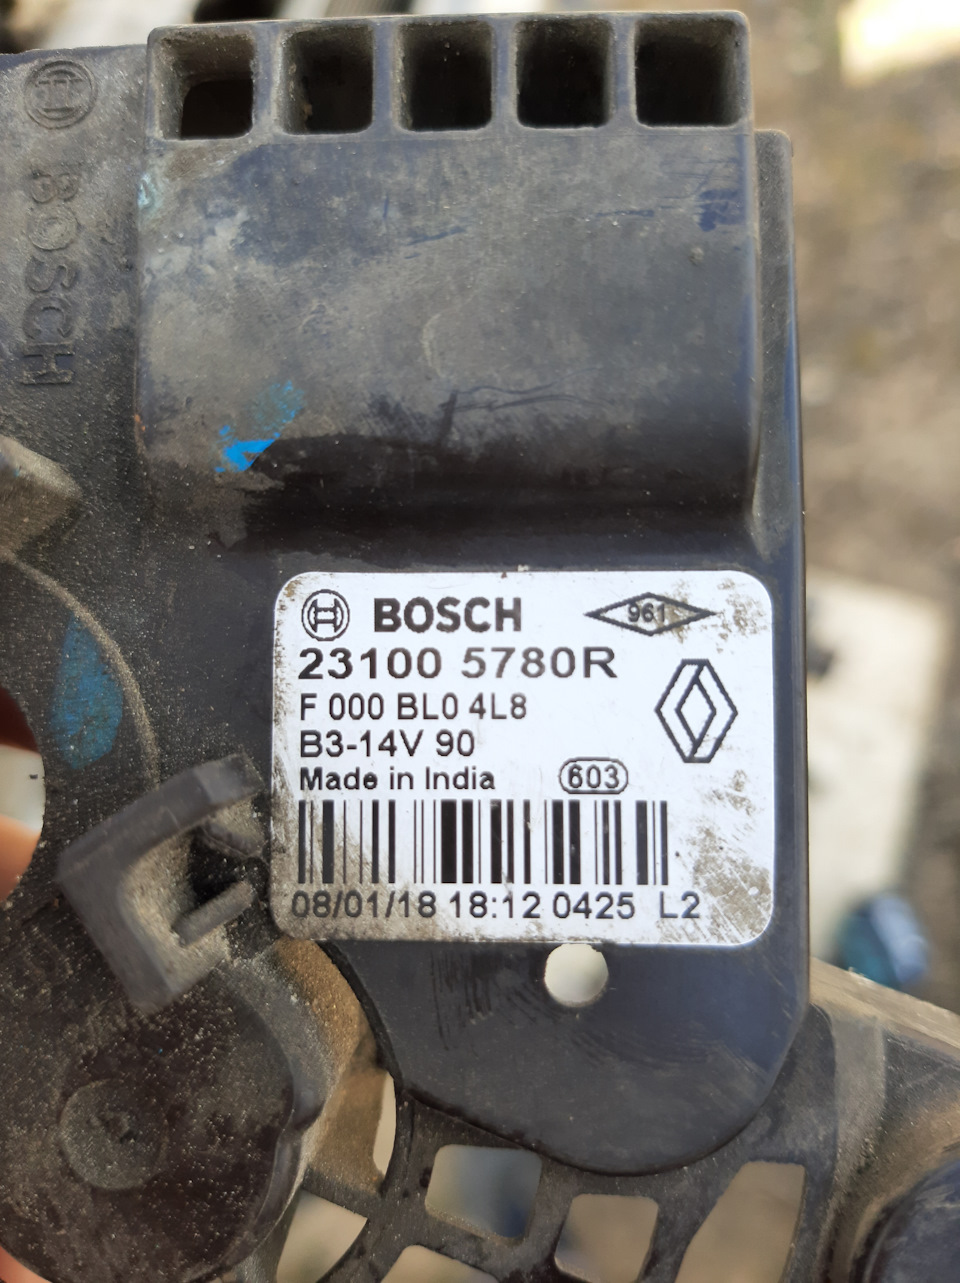 BOSCH
BOSCH
961
23100 5780R
F 000 BL0 4L8
B3-14V 90
Made in India
603
08/01/18 18:12 0425 L2